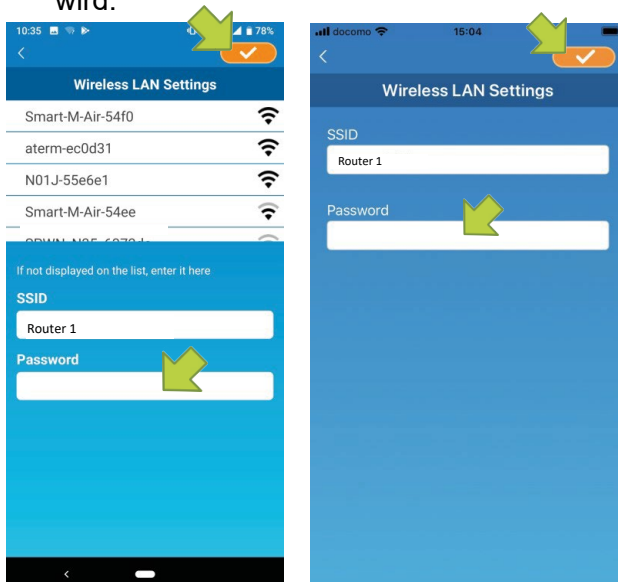 wird.
10:35
78%
Wireless LAN Settings
Smart-M-Air-54f0
aterm-ec0d31
N01J-55e6e1
Smart-M-Air-54ee
If not displayed on the list, enter it here
SSID
Router 1
Password
docomo
15:04
Wireless LAN Settings
SSID
Router 1
Password